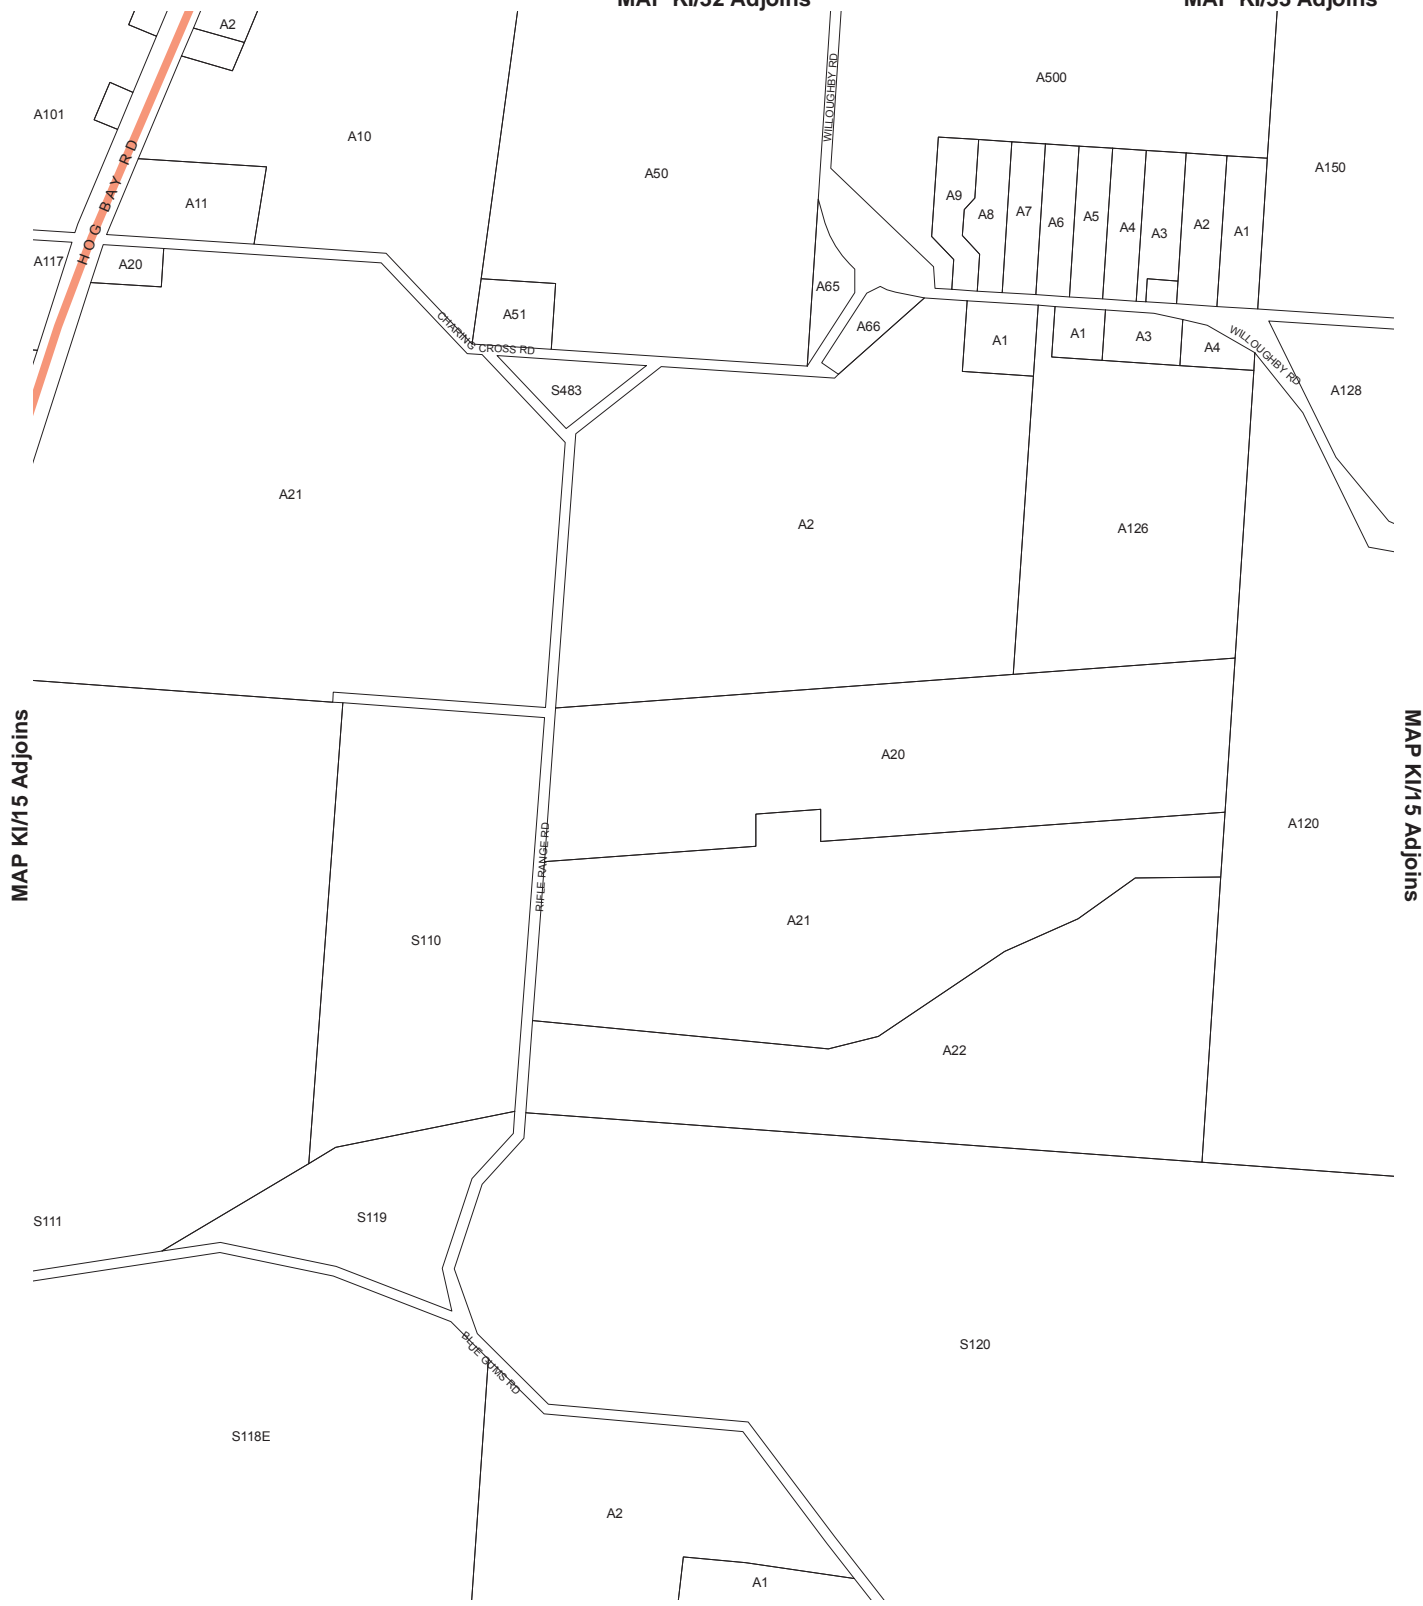 MAP KI/32 Adjoins
MAP KI/33 Adjoins
A2
A500
WILLOUGHBY RD
A101
A10
A50
A150
HOG BAY RD
A11
A9
A8
A7
A6
A5
A4
A3
A2
A1
A117
A20
A65
A51
A66
CHARING CROSS RD
A1
A1
A3
A4
WILLOUGHBY RD
S483
A128
A21
A2
A126
MAP KI/15 Adjoins
A20
MAP KI/15 Adjoins
A120
RIFLE RANGE RD
A21
S110
A22
S111
S119
S120
BLUE GUMS RD
S118E
A2
A1